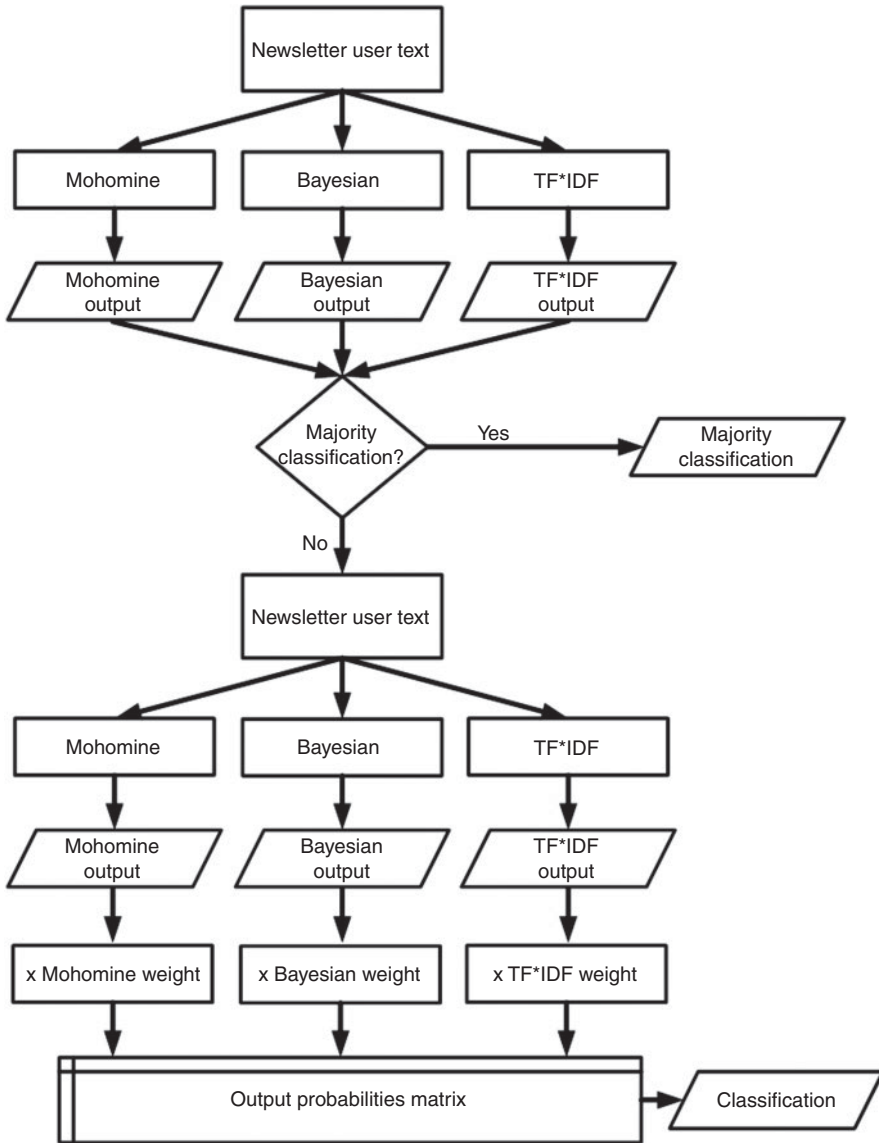 Newsletter user text
Mohomine
Bayesian
TF*IDF
Mohomine
output
Bayesian
output
TF*IDF
output
Majority
classification?
Yes
Majority
classification
No
Newsletter user text
Mohomine
Bayesian
TF*IDF
Mohomine
output
Bayesian
output
TF*IDF
output
x Mohomine weight
x Bayesian weight
x TF*IDF weight
Output probabilities matrix
Classification